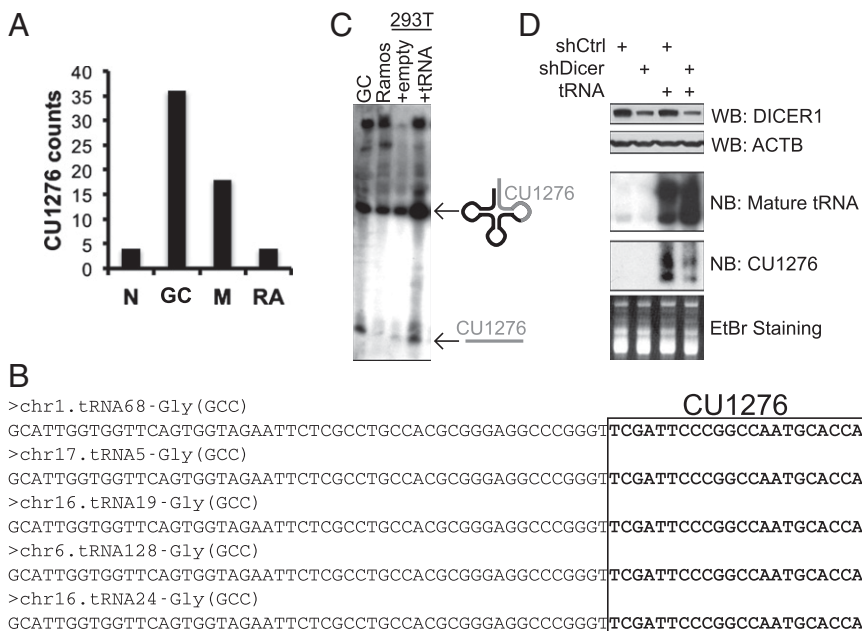 A
CU1276 counts
40
35
30
25
20
15
10
5
0
N GC M RA
C
293T
GC
Ramos
+empty
+tRNA
CU1276
CU1276
D
shCtrl + +
shDicer + +
tRNA + +
WB: DICER1
WB: ACTB
NB: Mature tRNA
NB: CU1276
EtBr Staining
B
CU1276
>chr1.tRNA68-Gly(GCC)
GCATTGGTGGTTCAGTGGTAGAATTCTCGCCTGCCACGCGGGAGGCCCGGGTTCGATTCCCGGCCAATGCACCA
>chr17.tRNA5-Gly(GCC)
GCATTGGTGGTTCAGTGGTAGAATTCTCGCCTGCCACGCGGGAGGCCCGGGTTCGATTCCCGGCCAATGCACCA
>chr16.tRNA19-Gly(GCC)
GCATTGGTGGTTCAGTGGTAGAATTCTCGCCTGCCACGCGGGAGGCCCGGGTTCGATTCCCGGCCAATGCACCA
>chr6.tRNA128-Gly(GCC)
GCATTGGTGGTTCAGTGGTAGAATTCTCGCCTGCCACGCGGGAGGCCCGGGTTCGATTCCCGGCCAATGCACCA
>chr16.tRNA24-Gly(GCC)
GCATTGGTGGTTCAGTGGTAGAATTCTCGCCTGCCACGCGGGAGGCCCGGGTTCGATTCCCGGCCAATGCACCA